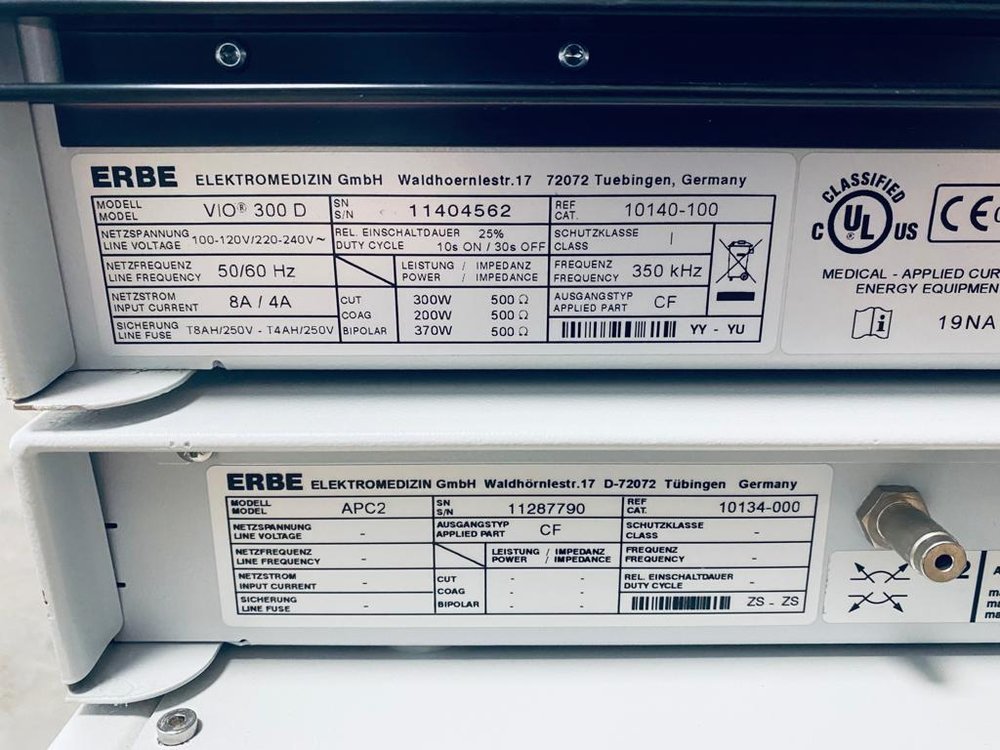 ERBE ELEKTROMEDIZIN GmbH Waldhoernlestr.17 72072 Tuebingen, Germany
MODELL
MODEL
VIO® 300 D
SN
S/N
11404562
REF
CAT.
10140-100
NETZSPANNUNG
LINE VOLTAGE
100-120V/220-240V~
REL. EINSCHALTDAUER 25%
DUTY CYCLE 10s ON / 30s OFF
SCHUTZKLASSE
CLASS
I
NETZFREQUENZ
LINE FREQUENCY
50/60 Hz
LEISTUNG / IMPEDANZ
POWER / IMPEDANCE
FREQUENZ
FREQUENCY
350 kHz
NETZSTROM
INPUT CURRENT
8A / 4A
CUT 300W 500 Ω
COAG 200W 500 Ω
BIPOLAR 370W 500 Ω
AUSGANGSTYP
APPLIED PART
CF
SICHERUNG
LINE FUSE
T8AH/250V - T4AH/250V
YY - YU
CLASSIFIED
C UL US
CE
MEDICAL - APPLIED
ENERGY
19NA
ERBE ELEKTROMEDIZIN GmbH Waldhörnlestr.17 D-72072 Tübingen Germany
MODELL
MODEL
APC2
SN
S/N
11287790
REF
CAT.
10134-000
NETZSPANNUNG
LINE VOLTAGE
-
AUSGANGSTYP
APPLIED PART
CF
SCHUTZKLASSE
CLASS
-
NETZFREQUENZ
LINE FREQUENCY
-
LEISTUNG / IMPEDANZ
POWER / IMPEDANCE
FREQUENZ
FREQUENCY
-
NETZSTROM
INPUT CURRENT
-
CUT - -
COAG - -
BIPOLAR - -
REL. EINSCHALTDAUER
DUTY CYCLE
-
SICHERUNG
LINE FUSE
-
ZS - ZS
2